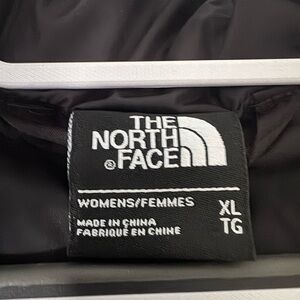 THE
NORTH
® FACE
WOMENS/FEMMES XL
TG
MADE IN CHINA
FABRIQUÉ EN CHINE